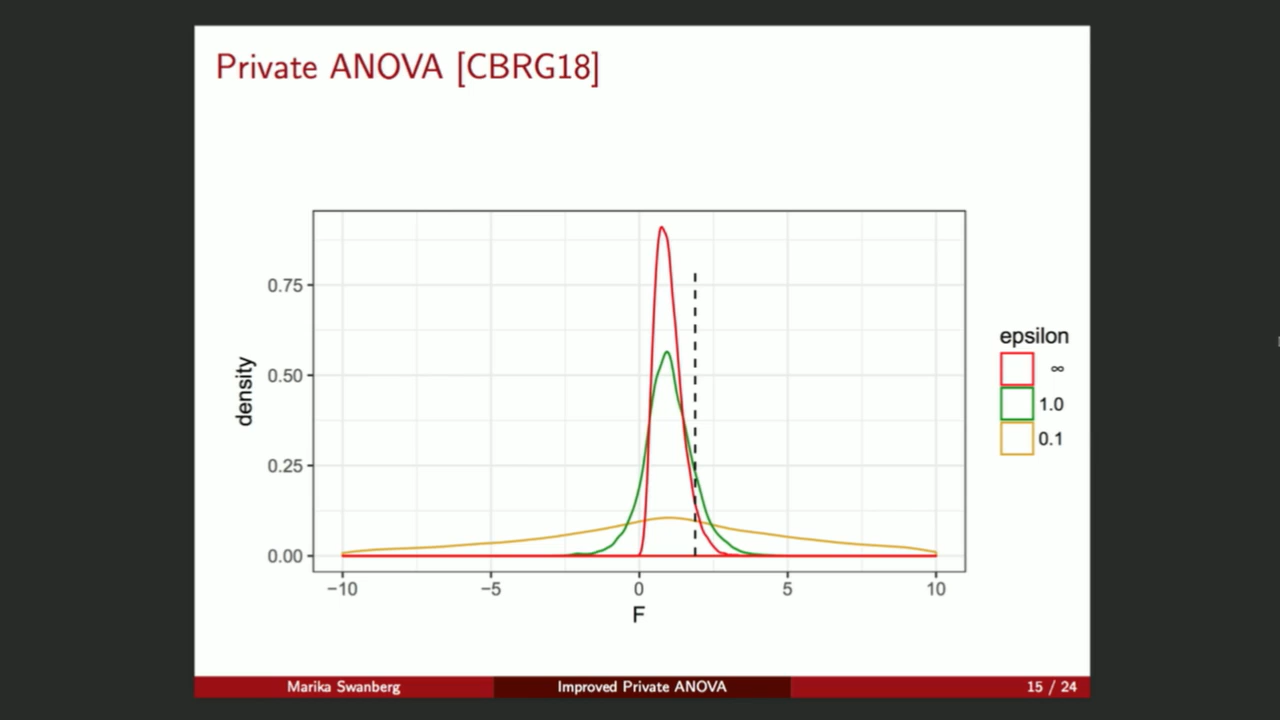 Private ANOVA [CBRG18]
density
0.75
0.50
0.25
0.00
−10
−5
0
5
10
F
epsilon
∞
1.0
0.1
Marika Swanberg
Improved Private ANOVA
15 / 24